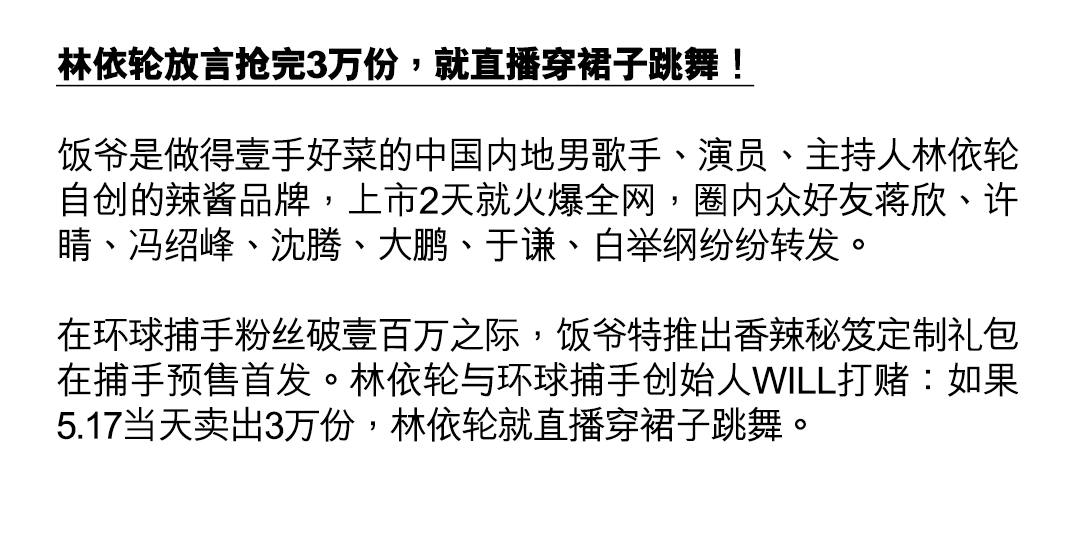 林依轮放言抢完3万份，就直播穿裙子跳舞！
饭爷是做得壹手好菜的中国内地男歌手、演员、主持人林依轮
自创的辣酱品牌，上市2天就火爆全网，圈内众好友蒋欣、许
晴、冯绍峰、沈腾、大鹏、于谦、白举纲纷纷转发。
在环球捕手粉丝破壹百万之际，饭爷特推出香辣秘笈定制礼包
在捕手预售首发。林依轮与环球捕手创始人WILL打赌：如果
5.17当天卖出3万份，林依轮就直播穿裙子跳舞。